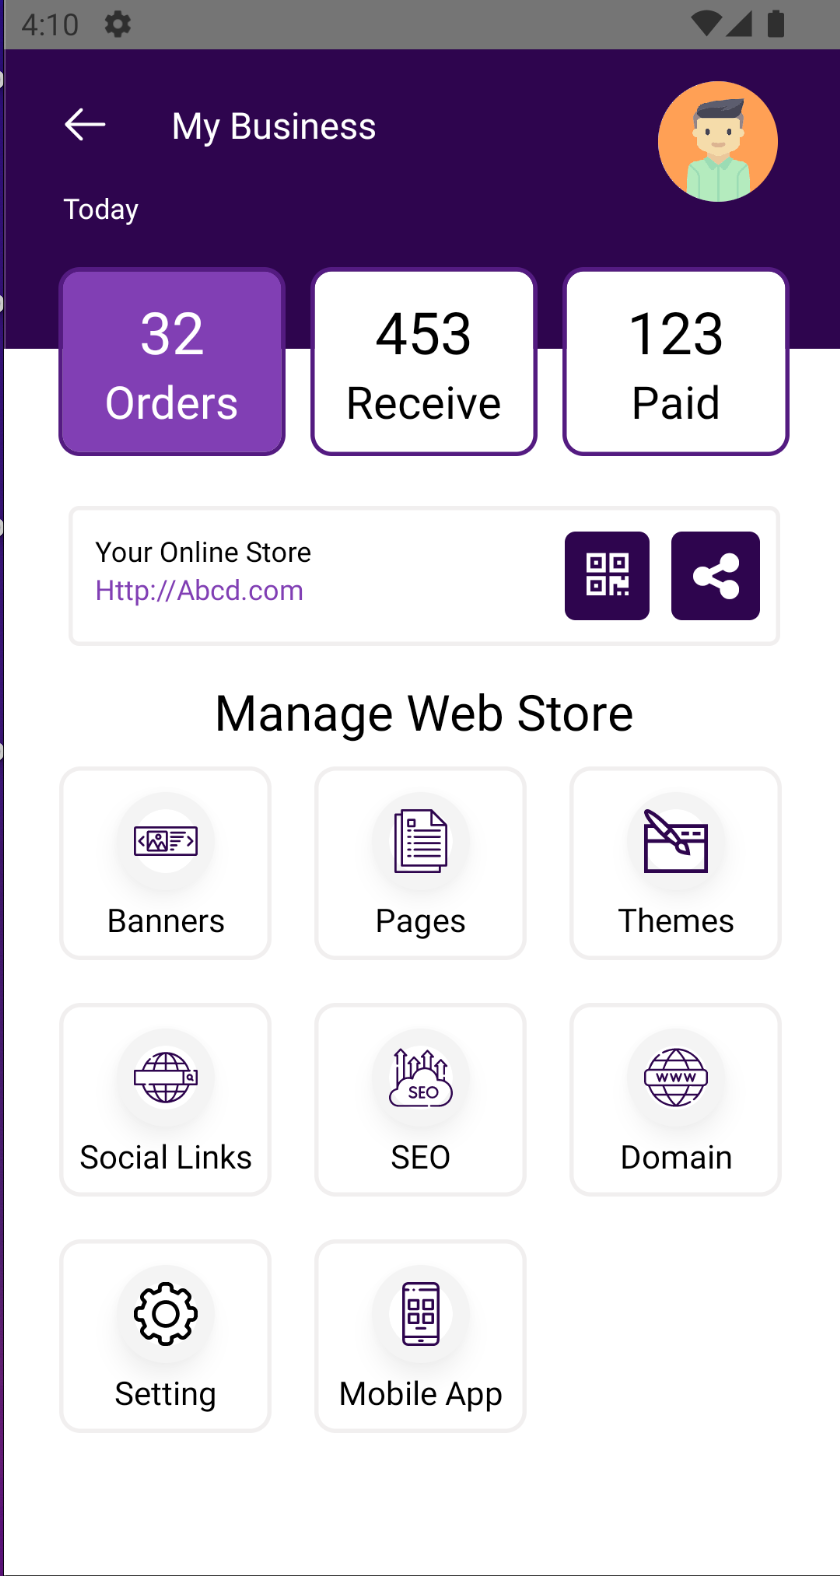 4:10
My Business
Today
32
Orders
453
Receive
123
Paid
Your Online Store
Http://Abcd.com
Manage Web Store
Banners
Pages
Themes
SEO
WWW
Social Links
SEO
Domain
Setting
Mobile App